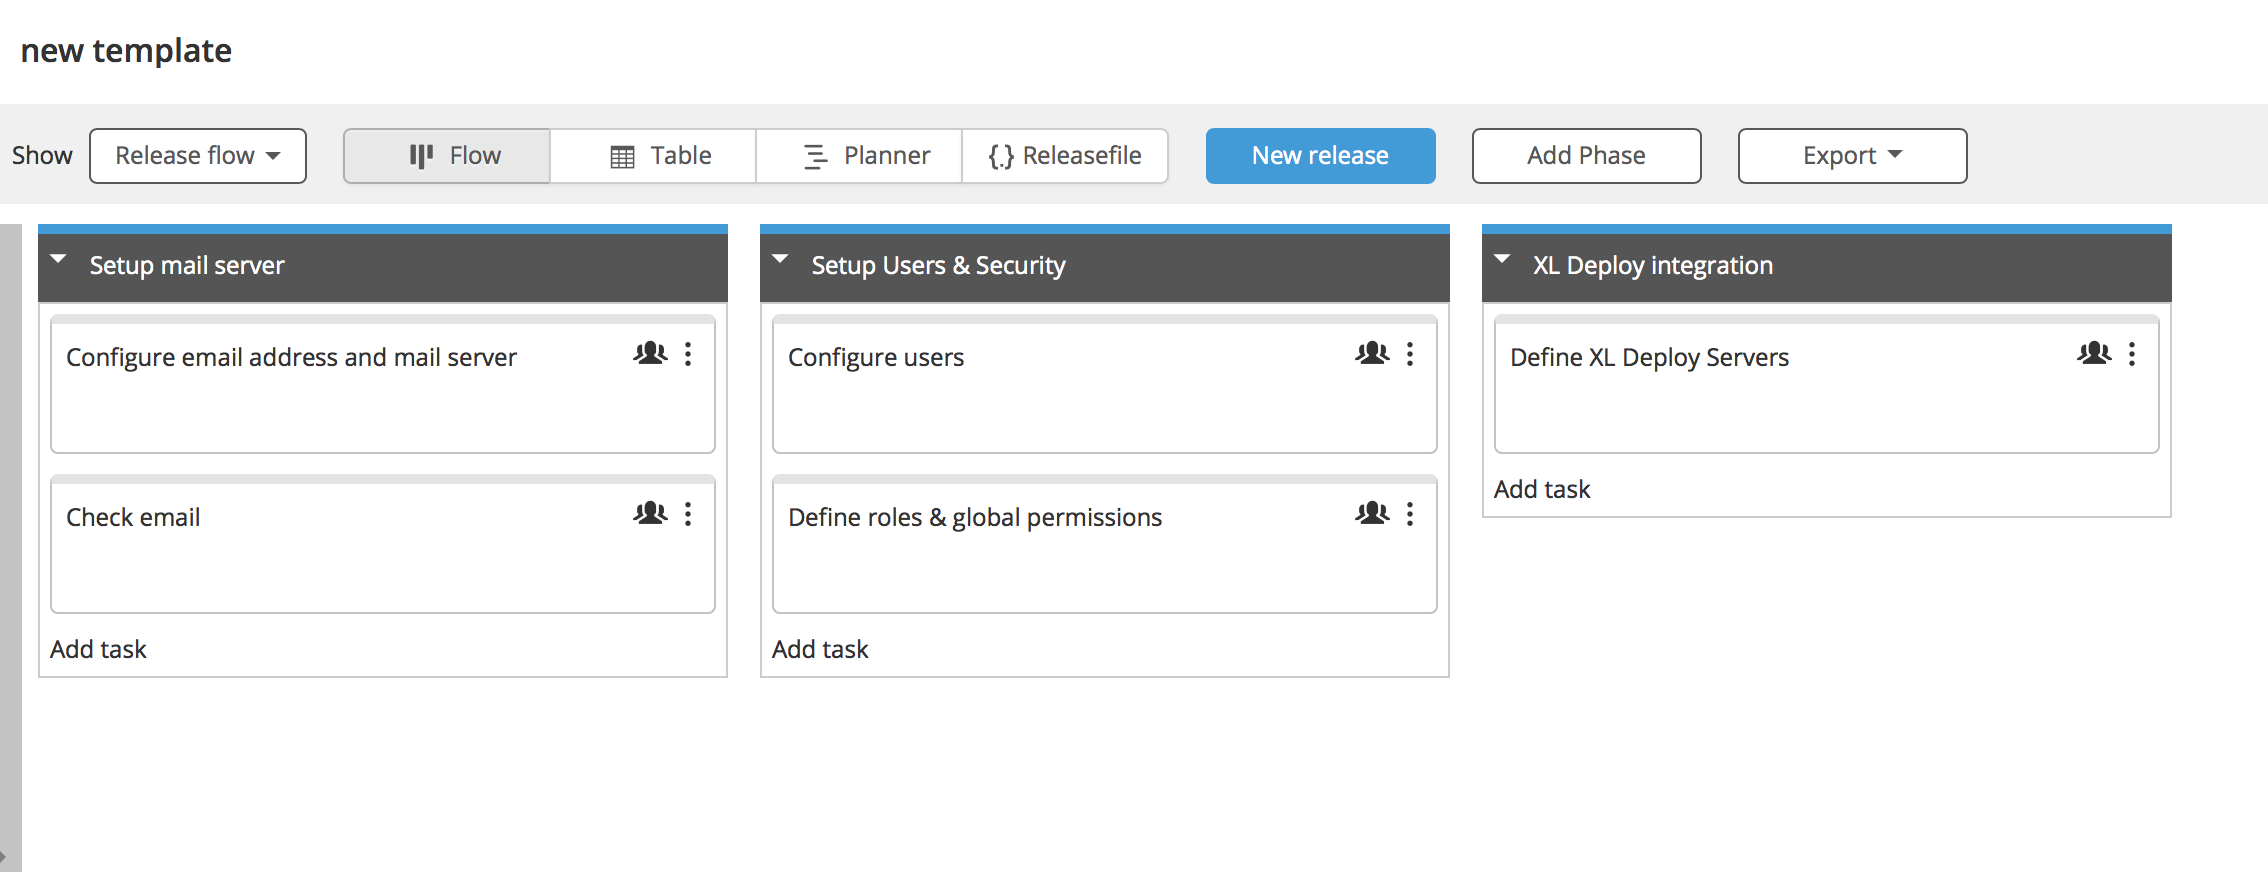 new template
Show Release flow Flow Table Planner {.} Releasefile New release Add Phase Export
Setup mail server
Configure email address and mail server
Check email
Add task
Setup Users & Security
Configure users
Define roles & global permissions
Add task
XL Deploy integration
Define XL Deploy Servers
Add task